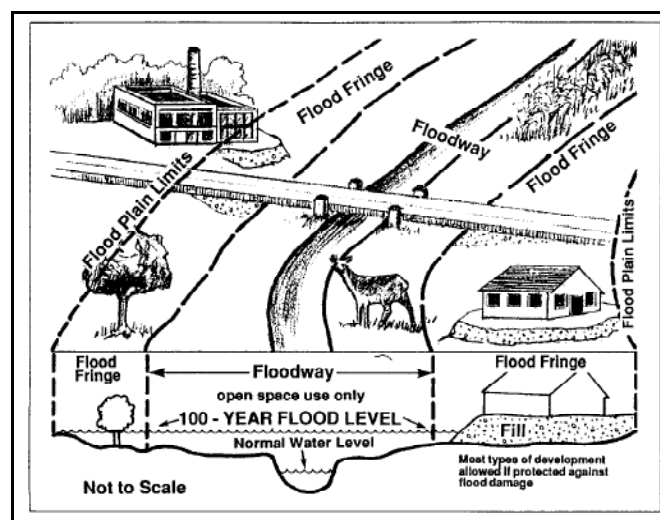 Flood Fringe
Floodway
Flood Fringe
Flood Plain Limits
Flood Plain Limits
Flood
Fringe
Floodway
open space use only
100 - YEAR FLOOD LEVEL
Normal Water Level
Flood Fringe
Fill
Most types of development
allowed if protected against
flood damage
Not to Scale